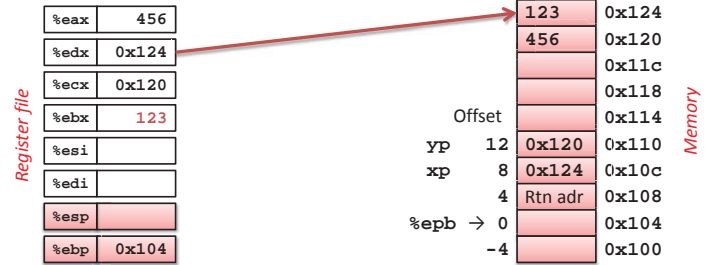 Register file
%eax 456
%edx 0x124
%ecx 0x120
%ebx 123
%esi
%edi
%esp
%ebp 0x104
Offset
123 0x124
456 0x120
0x11c
0x118
0x114
yp 12 0x120 0x110
xp 8 0x124 0x10c
4 Rtn adr 0x108
%epb → 0 0x104
-4 0x100
Memory